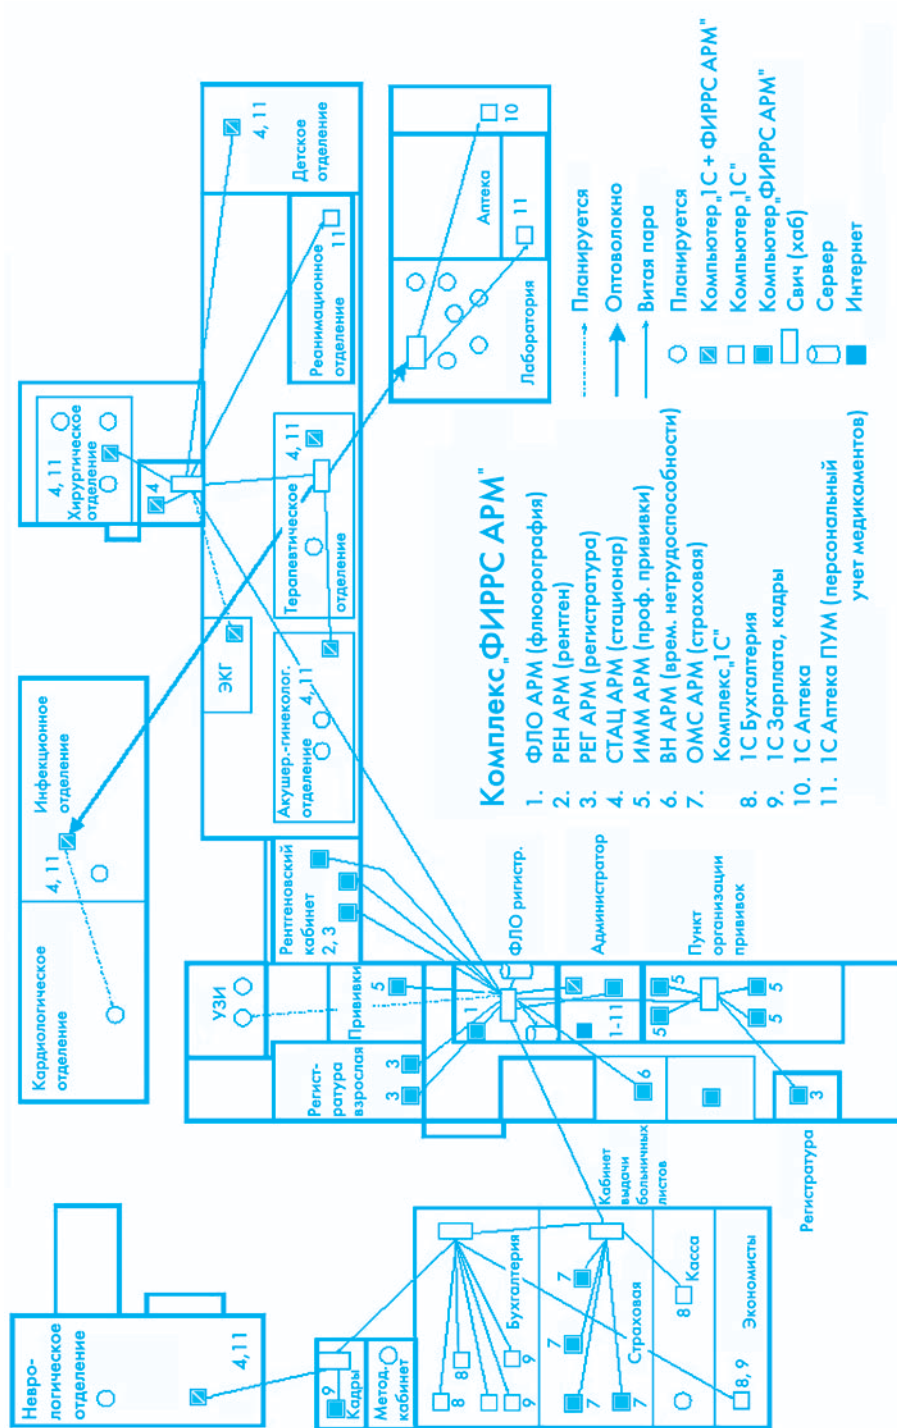 Невро-
логическое
отделение
4,11
9
Кадры
Метод.
кабинет
8
8
9
9
Бухгалтерия
7
7
7
7
Страховая
8
Касса
8, 9
Экономисты
Кардиологическое
отделение
4, 11
Инфекционное
отделение
УЗИ
Прививки
5
Регист-
ратура
взрослая
3
3
1
ФЛО ригистр.
1-11
Администратор
5
5
5
5
Пункт
организации
прививок
6
Кабинет
выдачи
больничных
листов
3
Регистратура
Рентгеновский
кабинет
2, 3
ЭКГ
Акушер.-гинеколог.
отделение
4, 11
Терапевтическое
отделение
4,11
4, 11
Хирургическое
отделение
4
Реанимационное
отделение
11
4, 11
Детское
отделение
Лаборатория
Аптека
11
10
Комплекс „ФИРРС АРМ"
1. ФЛО АРМ (флюорография)
2. РЕН АРМ (рентген)
3. РЕГ АРМ (регистратура)
4. СТАЦ АРМ (стационар)
5. ИММ АРМ (проф. прививки)
6. ВН АРМ (врем. нетрудоспособности)
7. ОМС АРМ (страховая)
Комплекс „1С"
8. 1С Бухгалтерия
9. 1С Зарплата, кадры
10. 1С Аптека
11. 1С Аптека ПУМ (персональный
учет медикаментов)
Планируется
Оптоволокно
Витая пара
Планируется
Компьютер „1С + ФИРРС АРМ"
Компьютер „1С"
Компьютер „ФИРРС АРМ"
Свич (хаб)
Сервер
Интернет